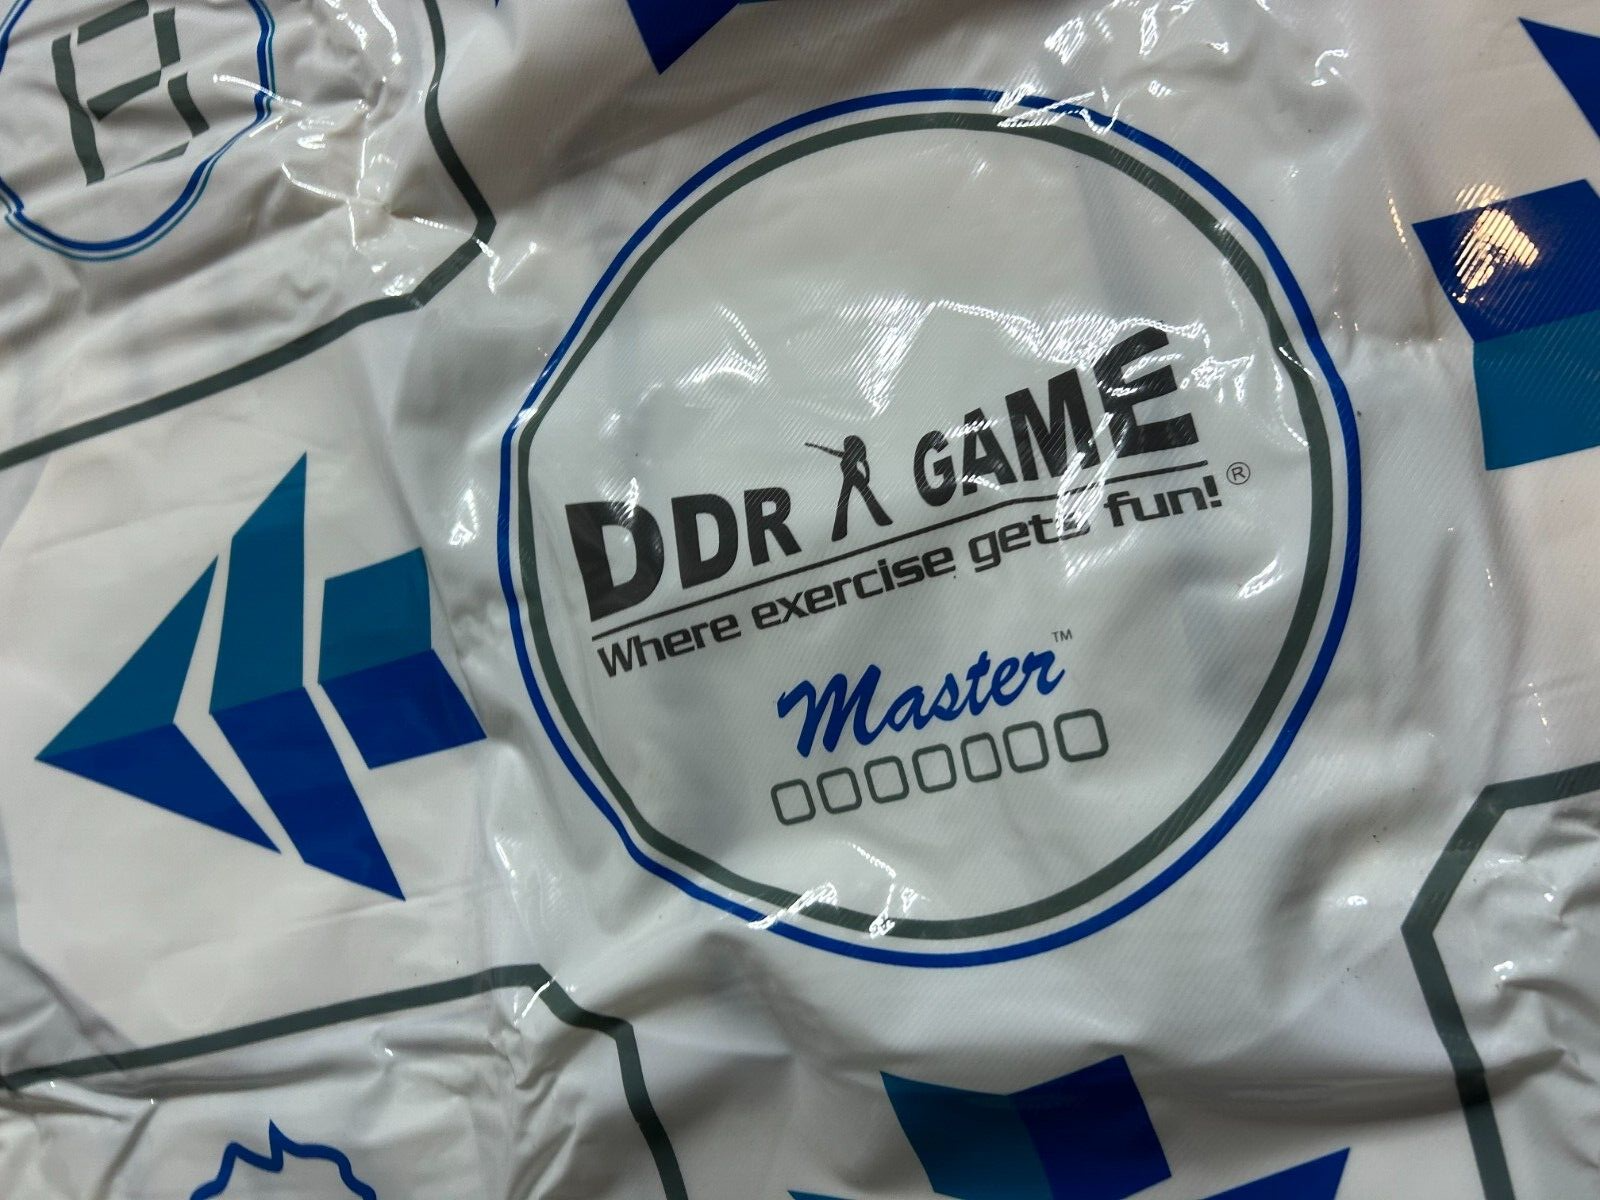 R
DDR GAME
Where exercise gets fun!®
Master™